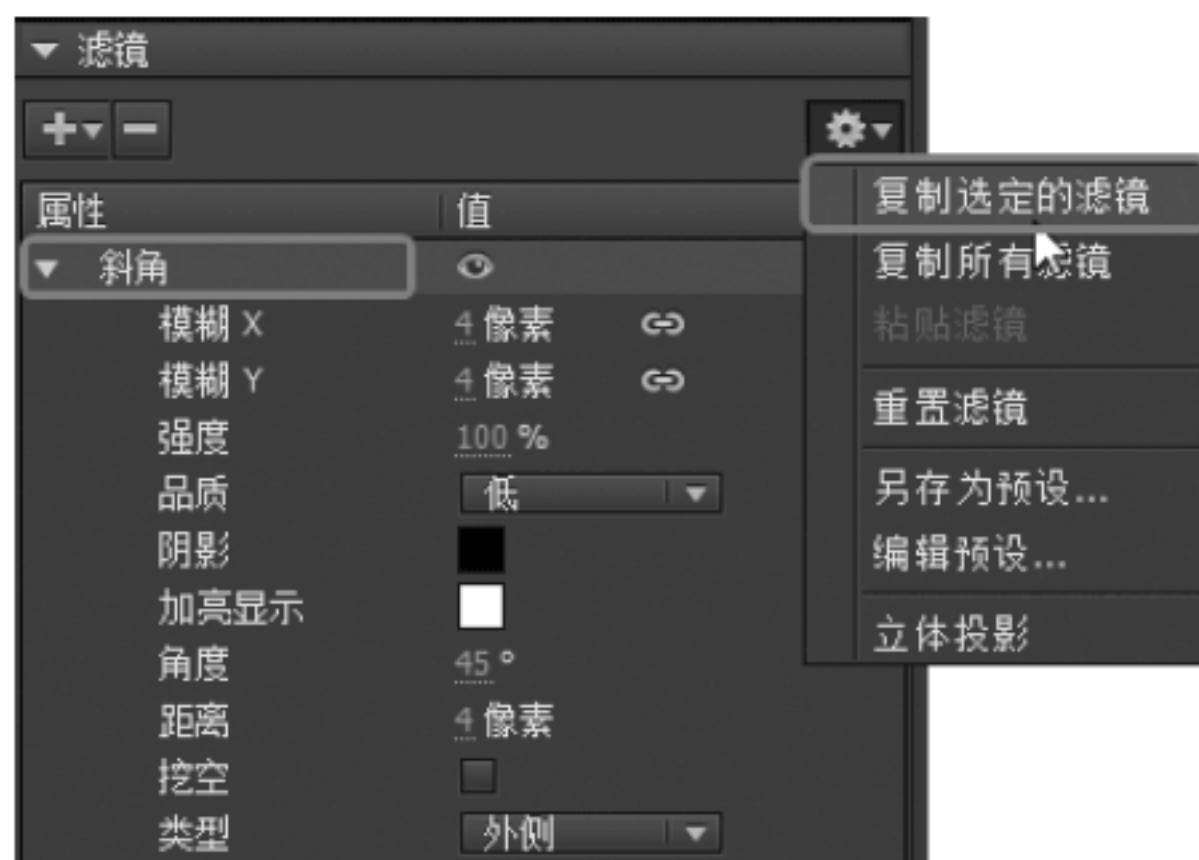 滤镜
属性 值
斜角
模糊 X 4 像素
模糊 Y 4 像素
强度 100 %
品质 低
阴影
加亮显示
角度 45 °
距离 4 像素
挖空
类型 外侧
复制选定的滤镜
复制所有滤镜
粘贴滤镜
重置滤镜
另存为预设...
编辑预设...
立体投影